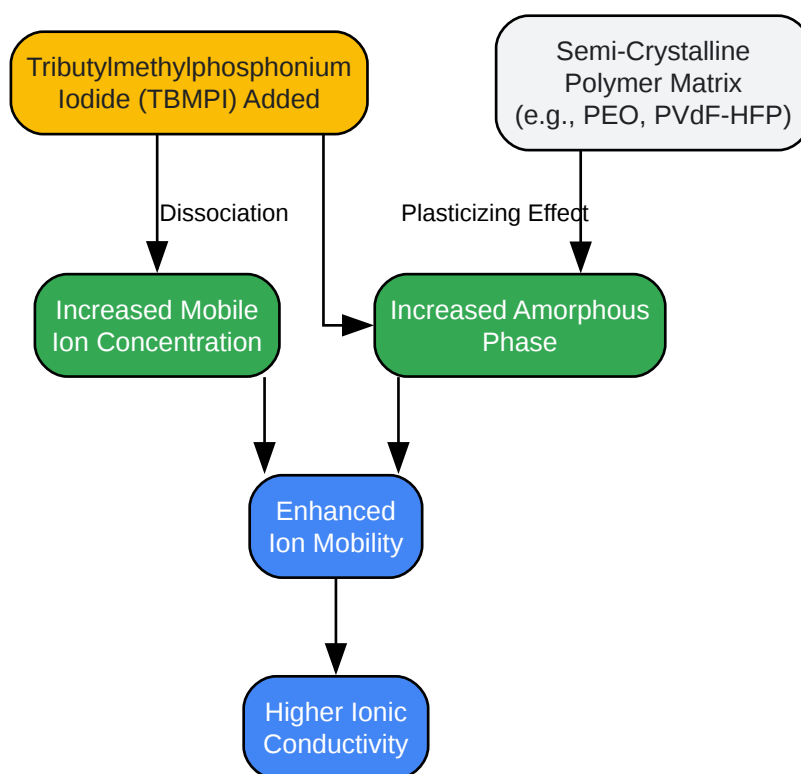 Tributylmethylphosphonium
Iodide (TBMPI) Added
Semi-Crystalline
Polymer Matrix
(e.g., PEO, PVdF-HFP)
Dissociation
Plasticizing Effect
Increased Mobile
Ion Concentration
Increased Amorphous
Phase
Enhanced
Ion Mobility
Higher Ionic
Conductivity